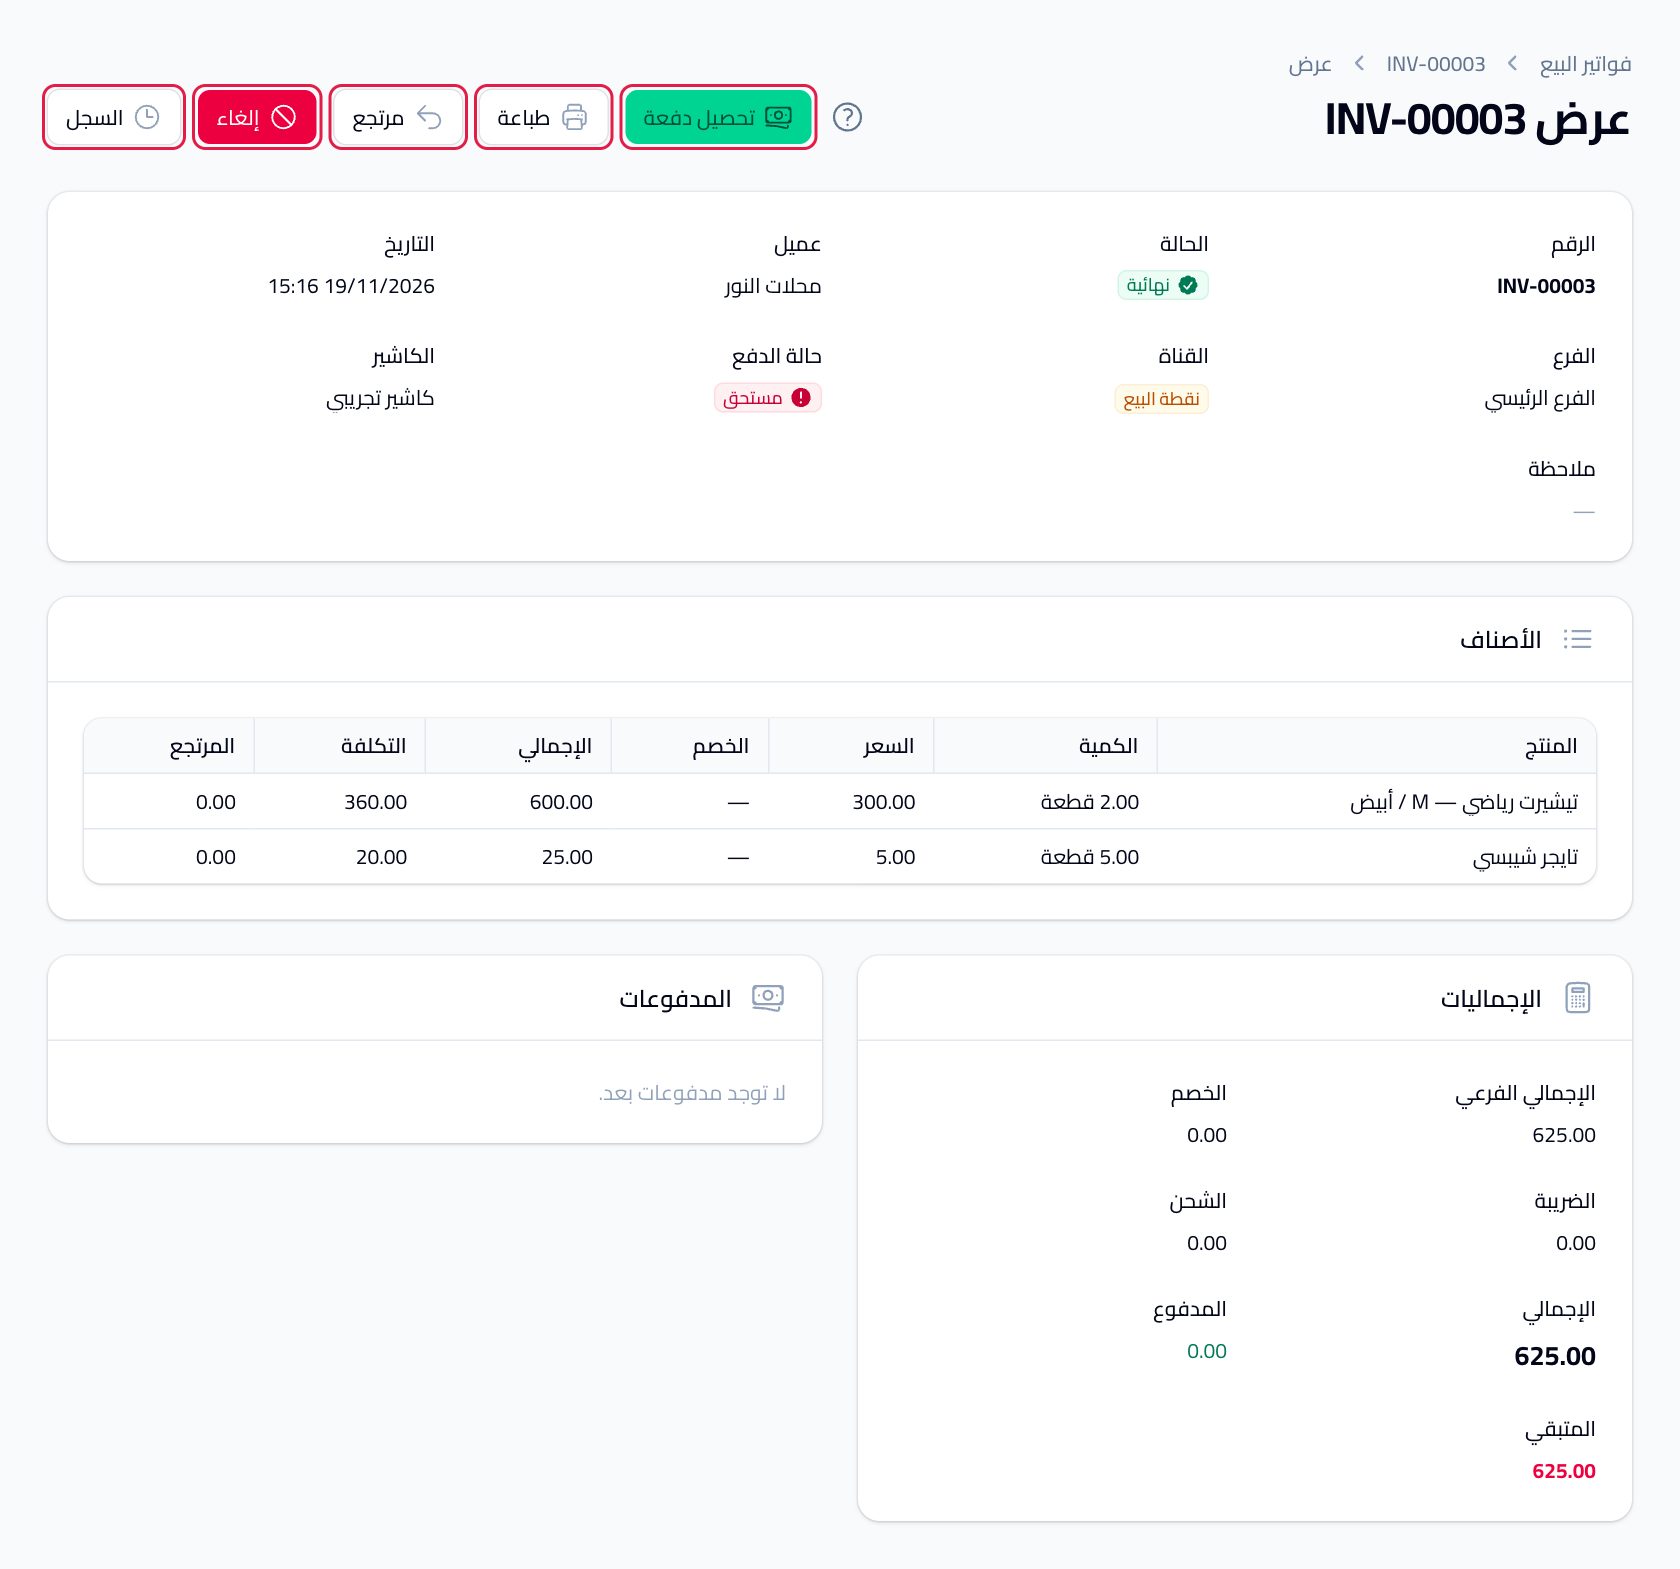 فواتير البيع > INV-00003 > عرض
عرض INV-00003
تحصيل دفعة
طباعة
مرتجع
إلغاء
السجل
الرقم الحالة عميل التاريخ
INV-00003 نهائية محلات النور 19/11/2026 15:16
الفرع القناة حالة الدفع الكاشير
الفرع الرئيسي نقطة البيع مستحق كاشير تجريبي
ملاحظة
—
الأصناف
المنتج الكمية السعر الخصم الإجمالي التكلفة المرتجع
تيشيرت رياضي — M / أبيض 2.00 قطعة 300.00 — 600.00 360.00 0.00
تايجر شيبسي 5.00 قطعة 5.00 — 25.00 20.00 0.00
الإجماليات
الإجمالي الفرعي الخصم
625.00 0.00
الضريبة الشحن
0.00 0.00
الإجمالي المدفوع
625.00 0.00
المتبقي
625.00
المدفوعات
لا توجد مدفوعات بعد.